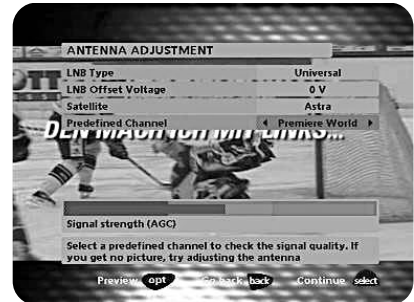 ANTENNA ADJUSTMENT
LNB Type Universal
LNB Offset Voltage 0 V
Satellite Astra
Predefined Channel Premiere World
DEN MACH ICH MIT LINKS...
Signal strength (AGC)
Select a predefined channel to check the signal quality. If
you get no picture, try adjusting the antenna
Preview opt Go back back Continue select